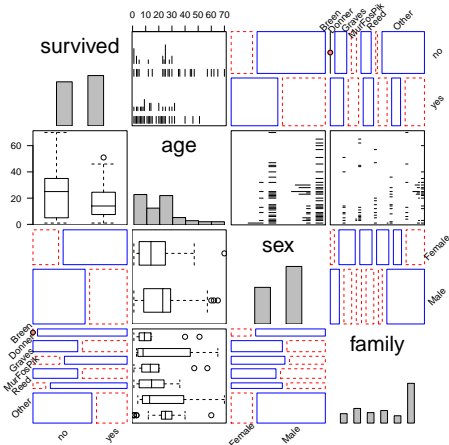 0 10 20 30 40 50 60 70
Breen
Donner
Graves
MurFosPik
Reed
Other
survived
no
yes
60
40
20
0
age
sex
Female
Male
Breen
Donner
Graves
MurFosPik
Reed
Other
family
no
yes
Female
Male